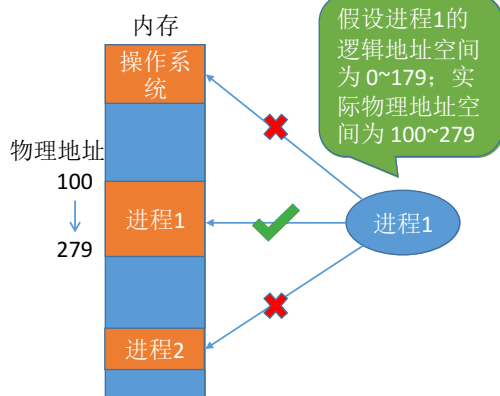 内存
操作系
统
物理地址
100
279
进程1
进程2
假设进程1的
逻辑地址空间
为 0~179；实
际物理地址空
间为 100~279
进程1